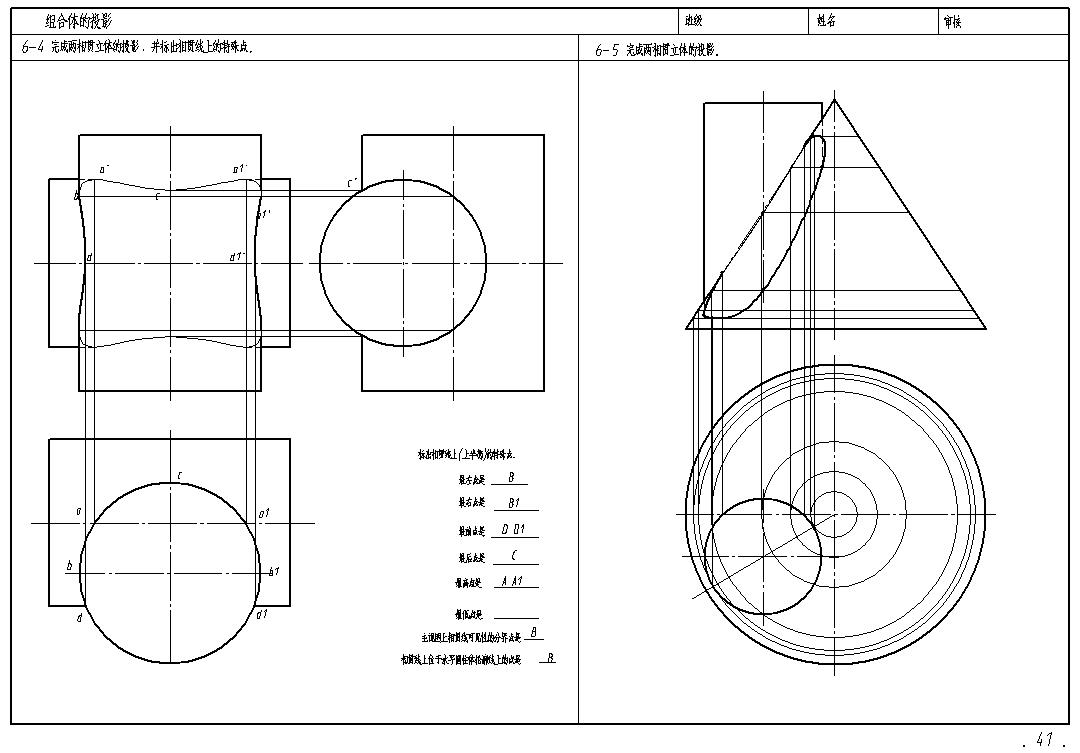 组合体的投影 班级 姓名 审核
6-4 完成两相贯立体的投影，并标出相贯线上的特殊点。
6-5 完成两相贯立体的投影。
a' a1' c'
b' c'
b1'
d' d1'
标出相贯线上(上半部)的特殊点.
c
最左点是 B
最右点是 B1
a a1
最前点是 D D1
最后点是 C
b b1
最高点是 A A1
d d1
最低点是
主视图上相贯线可见性的分界点是 B
相贯线上位于水平圆柱体轮廓线上的点是 B
. 41 .